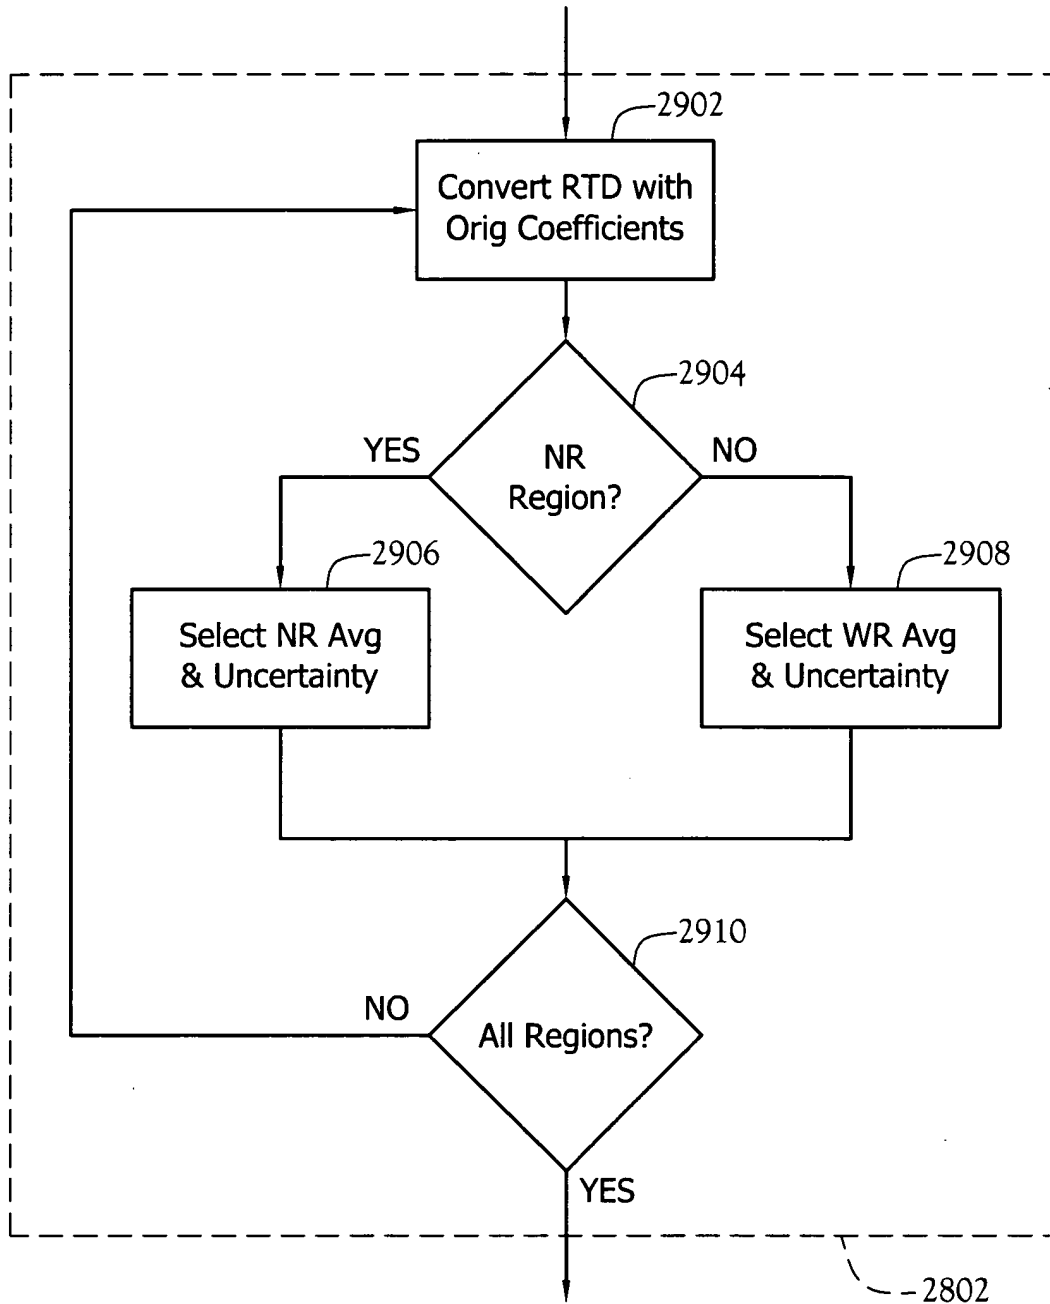 2902
Convert RTD with
Orig Coefficients
2904
YES
NO
NR
Region?
2906
2908
Select NR Avg
& Uncertainty
Select WR Avg
& Uncertainty
2910
NO
All Regions?
YES
2802